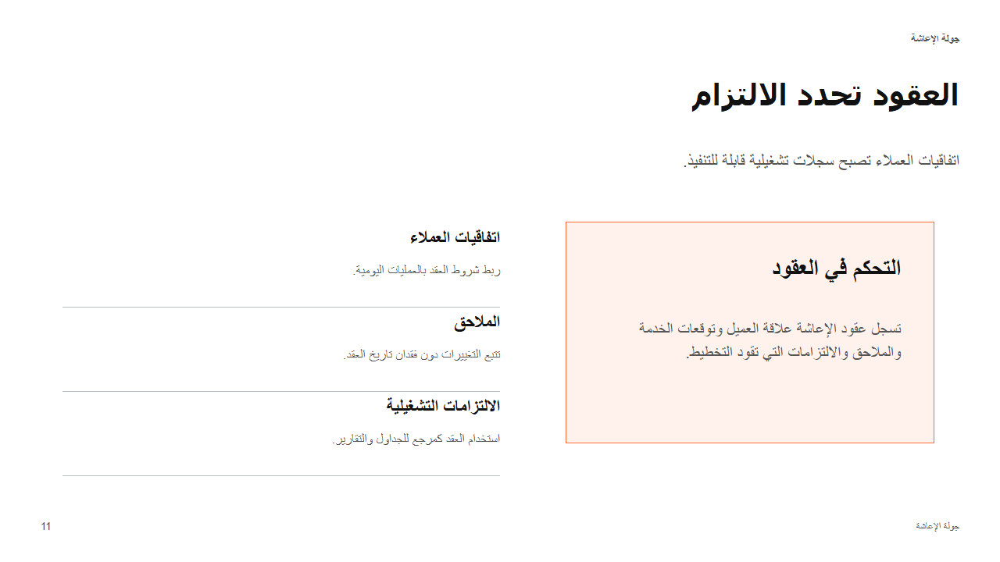 جولة الإعاشة
العقود تحدد الالتزام
اتفاقيات العملاء تصبح سجلات تشغيلية قابلة للتنفيذ.
التحكم في العقود
تسجل عقود الإعاشة علاقة العميل وتوقعات الخدمة
والملاحق والالتزامات التي تقود التخطيط.
اتفاقيات العملاء
ربط شروط العقد بالعمليات اليومية.
الملاحق
تتبع التغييرات دون فقدان تاريخ العقد.
الالتزامات التشغيلية
استخدام العقد كمرجع للجداول والتقارير.
جولة الإعاشة
11